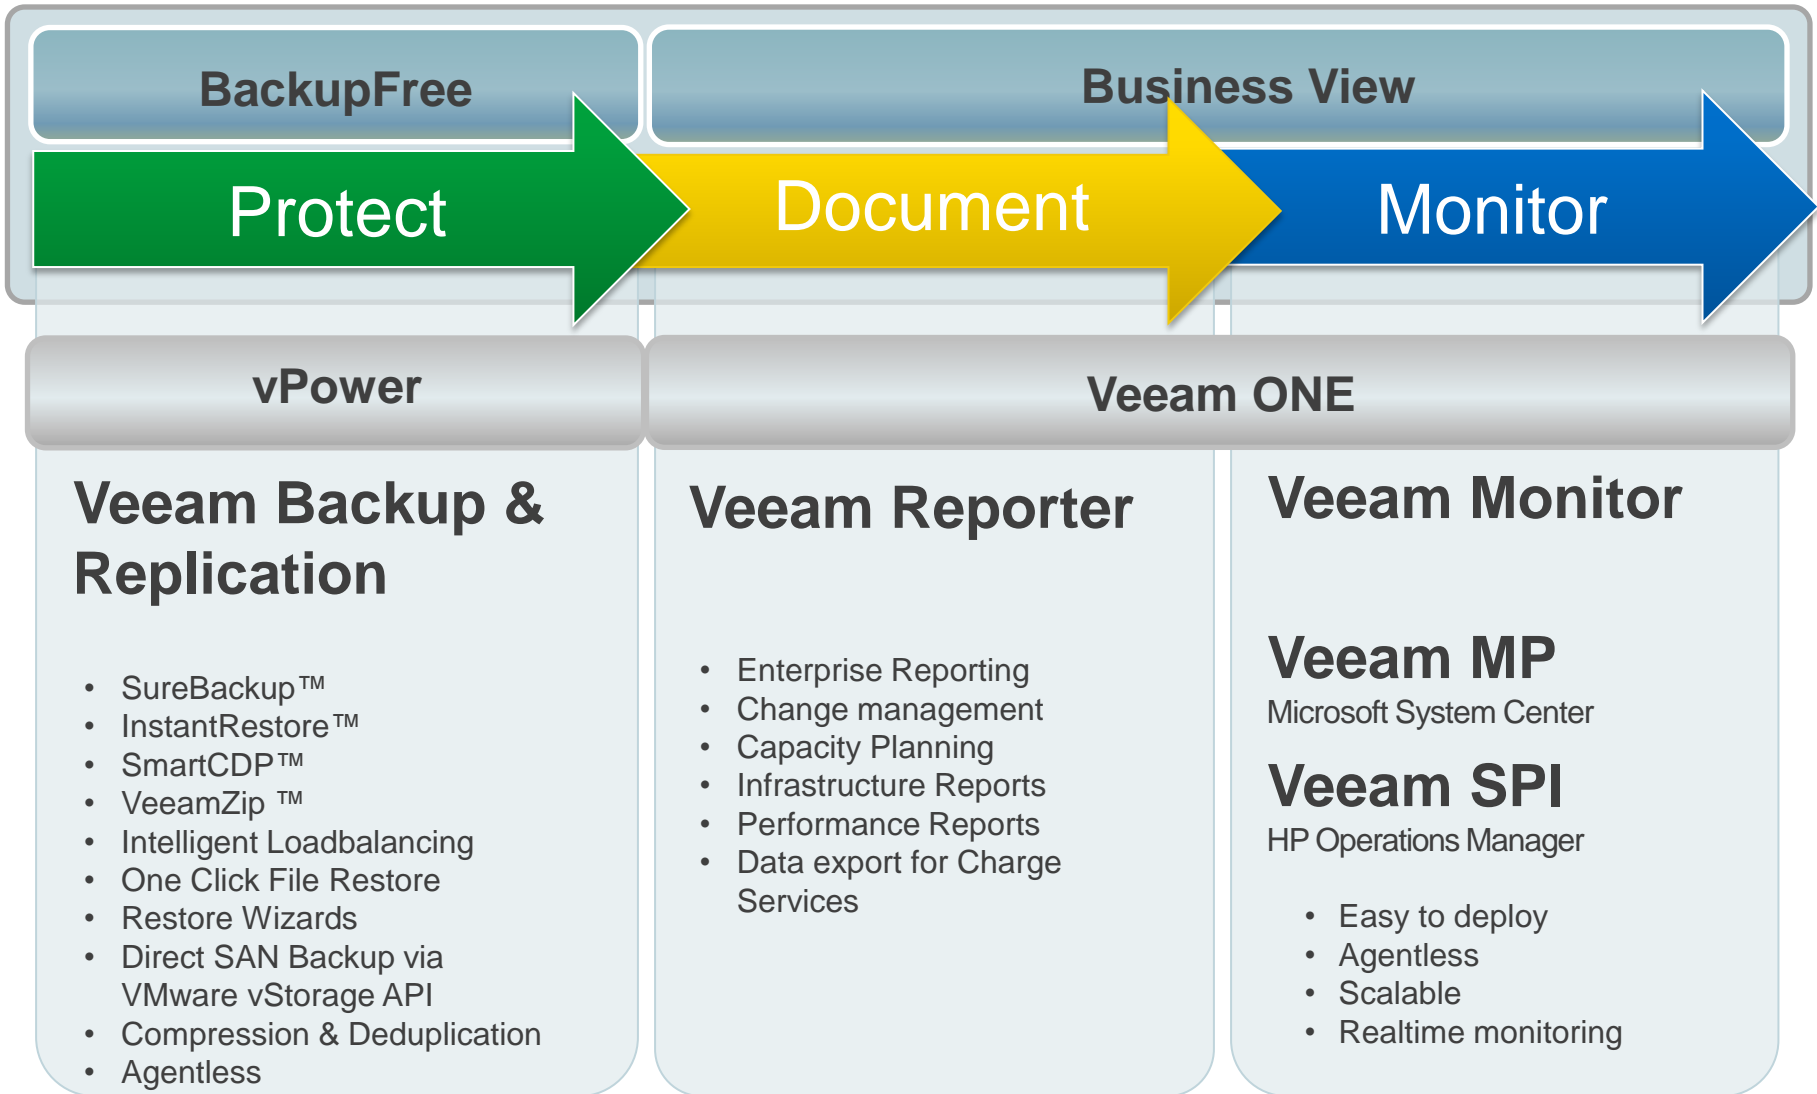 BackupFree
Business View
Protect
Document
Monitor
vPower
Veeam ONE
Veeam Backup &
Replication
• SureBackup™
• InstantRestore™
• SmartCDP™
• VeeamZip ™
• Intelligent Loadbalancing
• One Click File Restore
• Restore Wizards
• Direct SAN Backup via
VMware vStorage API
• Compression & Deduplication
• Agentless
Veeam Reporter
• Enterprise Reporting
• Change management
• Capacity Planning
• Infrastructure Reports
• Performance Reports
• Data export for Charge
Services
Veeam Monitor
Veeam MP
Microsoft System Center
Veeam SPI
HP Operations Manager
• Easy to deploy
• Agentless
• Scalable
• Realtime monitoring